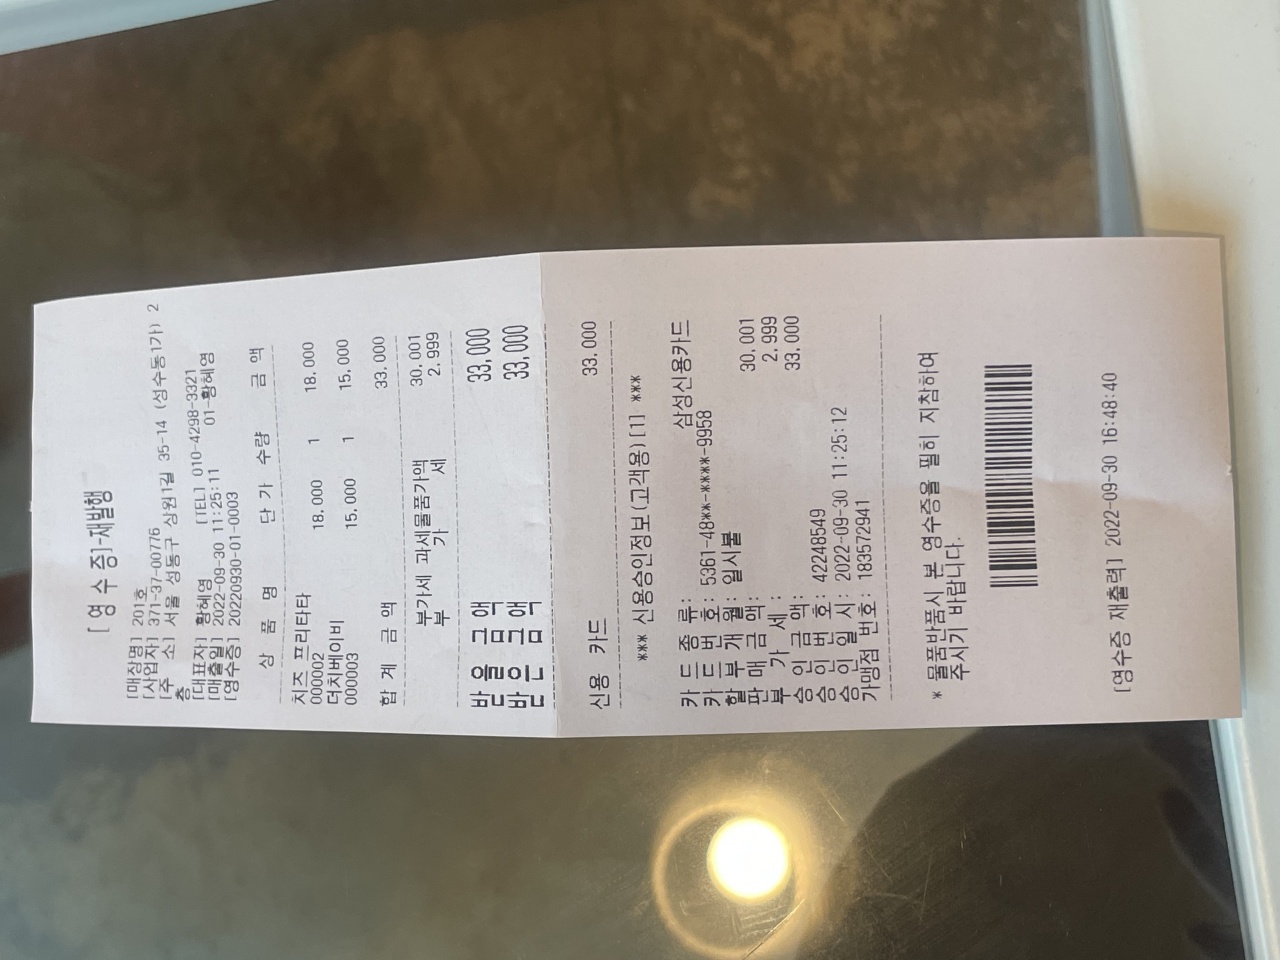 [영 수 증]-재발행
[매장명] 201호
[사업자] 371-37-00776
[주 소] 서울 성동구 상원1길 35-14 (성수동1가) 2
층
[대표자] 황혜영 [TEL] 010-4298-3321
[매출일] 2022-09-30 11:25:11 01-황혜영
[영수증] 20220930-01-0003
상 품 명 단 가 수량 금 액
치즈 프리타타
000002 18.000 1 18.000
더치베이비
000003 15.000 1 15.000
합 계 금 액 33.000
부가세 과세물품가액 30.001
부 가 세 2.999
받을금액 33,000
받은금액 33,000
신용 카드 33.000
*** 신용승인정보(고객용)[1] ***
카 드 종 류: 삼성신용카드
카 드 번 호: 5361-48**-****-9958
할 부 개 월: 일시불
판 매 금 액: 30.001
부 가 세: 2.999
승 인 금 액: 33.000
승 인 번 호: 42248549
승 인 일 시: 2022-09-30 11:25:12
가맹점 번호: 183572941
* 물품반품시 본 영수증을 필히 지참하여
주시기 바랍니다.
[영수증 재출력] 2022-09-30 16:48:40